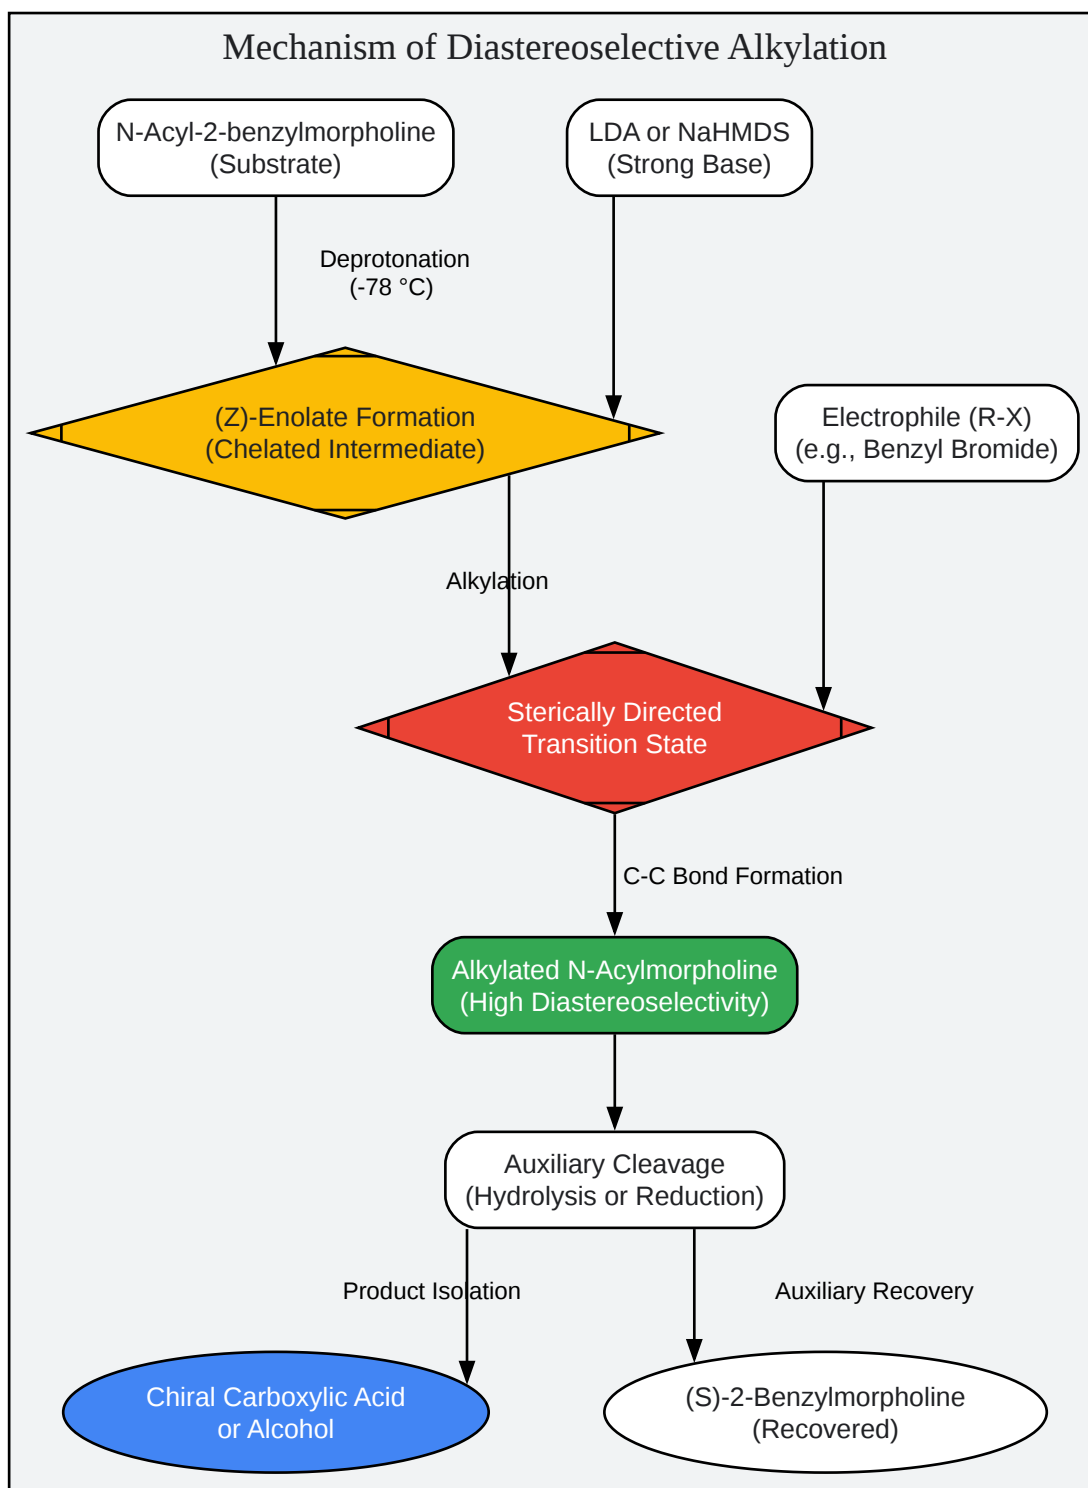 Mechanism of Diastereoselective Alkylation
N-Acyl-2-benzylmorpholine
(Substrate)
LDA or NaHMDS
(Strong Base)
Deprotonation
(-78 °C)
(Z)-Enolate Formation
(Chelated Intermediate)
Electrophile (R-X)
(e.g., Benzyl Bromide)
Alkylation
Sterically Directed
Transition State
C-C Bond Formation
Alkylated N-Acylmorpholine
(High Diastereoselectivity)
Auxiliary Cleavage
(Hydrolysis or Reduction)
Product Isolation
Auxiliary Recovery
Chiral Carboxylic Acid
or Alcohol
(S)-2-Benzylmorpholine
(Recovered)